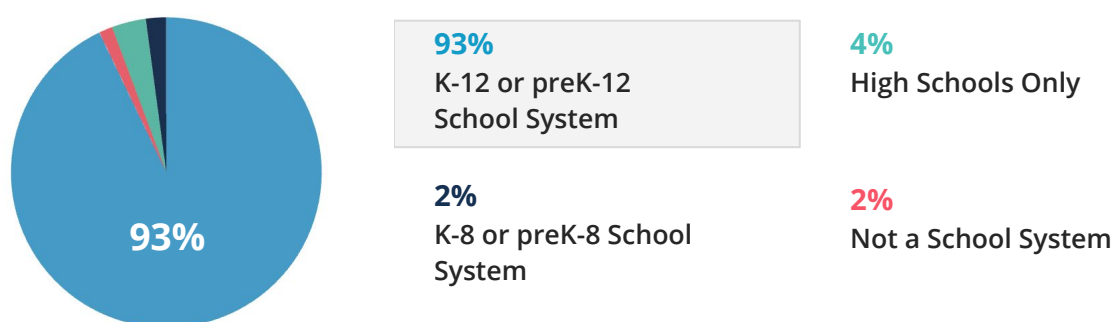 93%
93%
K-12 or preK-12
School System
4%
High Schools Only
2%
K-8 or preK-8 School
System
2%
Not a School System